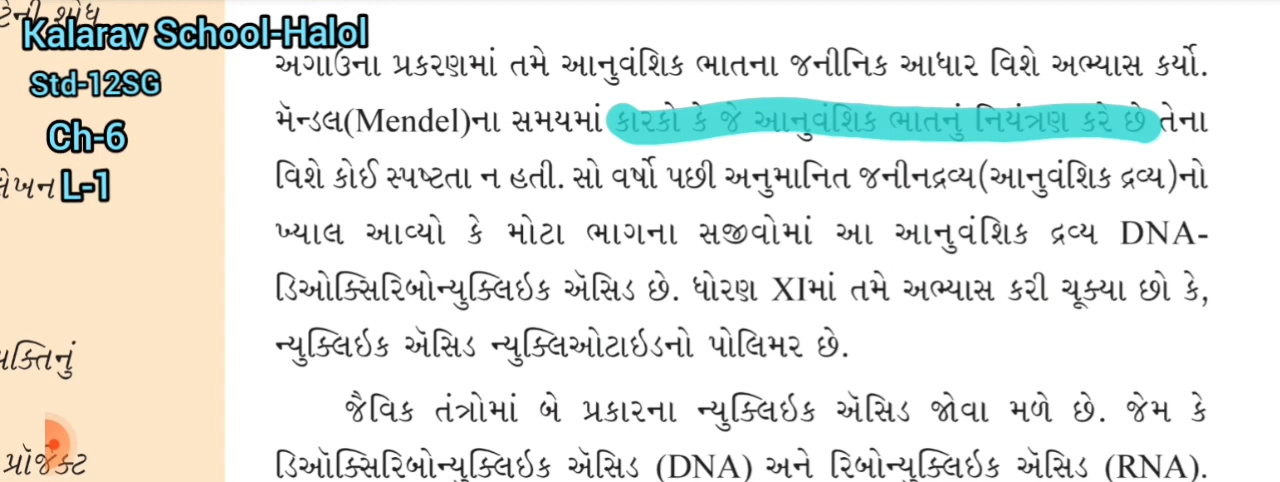 ટેની શોધ
Kalarav School-Halol
Std-12SG
Ch-6
L-1
લેખન
વ્યક્તિનું
પ્રૉજેક્ટ
અગાઉના પ્રકરણમાં તમે આનુવંશિક ભાતના જનીનિક આધાર વિશે અભ્યાસ કર્યો.
મૅન્ડલ(Mendel)ના સમયમાં કારકો કે જે આનુવંશિક ભાતનું નિયંત્રણ કરે છે તેના
વિશે કોઈ સ્પષ્ટતા ન હતી. સો વર્ષો પછી અનુમાનિત જનીનદ્રવ્ય(આનુવંશિક દ્રવ્ય)નો
ખ્યાલ આવ્યો કે મોટા ભાગના સજીવોમાં આ આનુવંશિક દ્રવ્ય DNA-
ડિઓક્સિરિબોન્યુક્લિઇક ઍસિડ છે. ધોરણ XIમાં તમે અભ્યાસ કરી ચૂક્યા છો કે,
ન્યુક્લિઇક ઍસિડ ન્યુક્લિઓટાઇડનો પોલિમર છે.
જૈવિક તંત્રોમાં બે પ્રકારના ન્યુક્લિઇક ઍસિડ જોવા મળે છે. જેમ કે
ડિઑક્સિરિબોન્યુક્લિઇક ઍસિડ (DNA) અને રિબોન્યુક્લિઇક ઍસિડ (RNA).